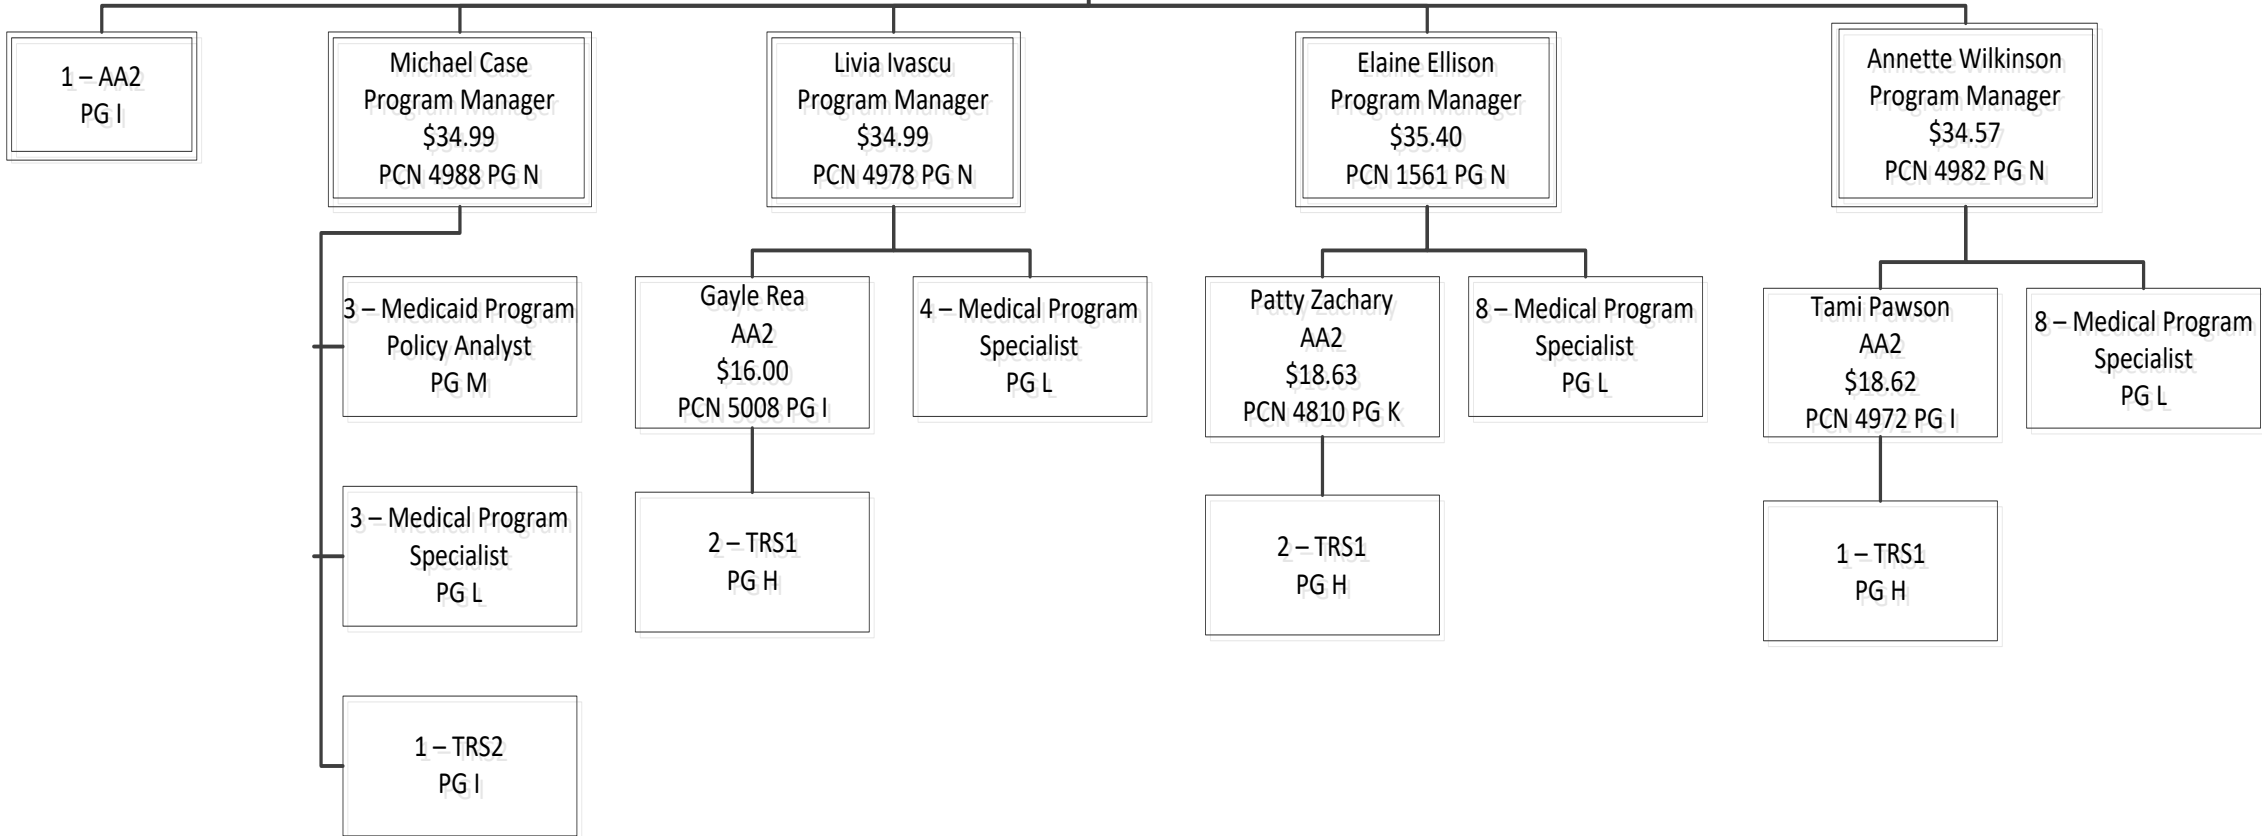 1 – AA2
PG I
Michael Case
Program Manager
$34.99
PCN 4988 PG N
Livia Ivascu
Program Manager
$34.99
PCN 4978 PG N
Elaine Ellison
Program Manager
$35.40
PCN 1561 PG N
Annette Wilkinson
Program Manager
$34.57
PCN 4982 PG N
3 – Medicaid Program
Policy Analyst
PG M
Gayle Rea
AA2
$16.00
PCN 5008 PG I
4 – Medical Program
Specialist
PG L
Patty Zachary
AA2
$18.63
PCN 4810 PG K
8 – Medical Program
Specialist
PG L
Tami Pawson
AA2
$18.62
PCN 4972 PG I
8 – Medical Program
Specialist
PG L
3 – Medical Program
Specialist
PG L
2 – TRS1
PG H
2 – TRS1
PG H
1 – TRS1
PG H
1 – TRS2
PG I